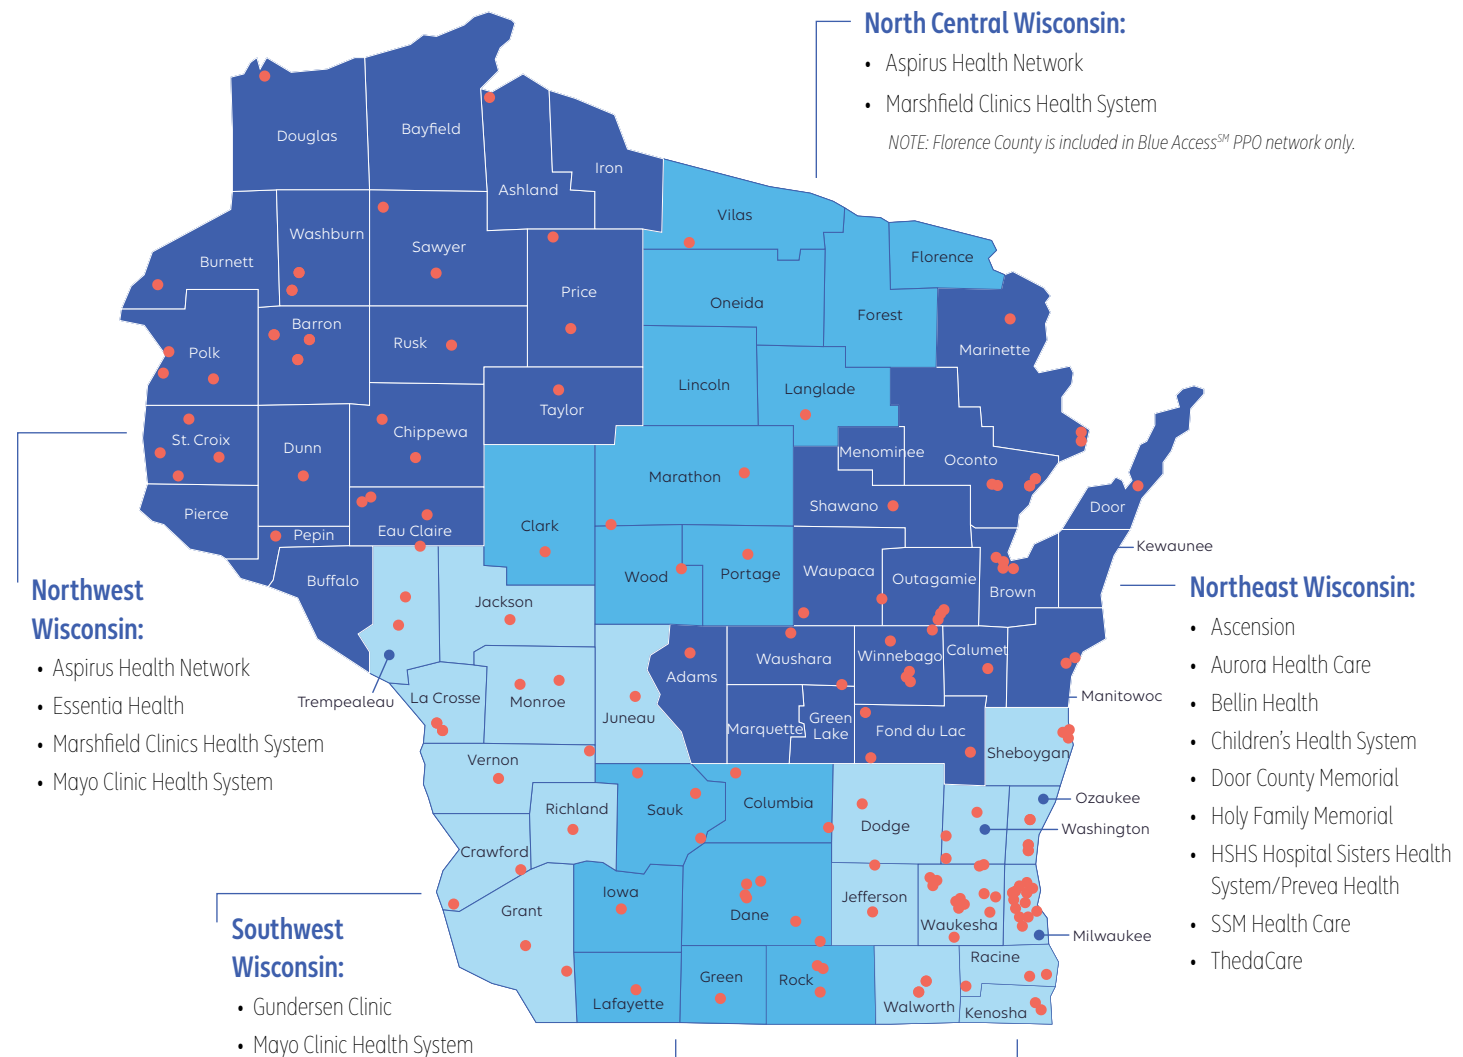 North Central Wisconsin:
• Aspirus Health Network
• Marshfield Clinics Health System
NOTE: Florence County is included in Blue Access℠ PPO network only.
Douglas
Bayfield
Ashland
Iron
Vilas
Florence
Burnett
Washburn
Sawyer
Price
Oneida
Forest
Marinette
Polk
Barron
Rusk
Lincoln
Langlade
Taylor
St. Croix
Dunn
Chippewa
Menominee
Oconto
Marathon
Shawano
Door
Pierce
Pepin
Eau Claire
Clark
Kewaunee
Buffalo
Wood
Portage
Waupaca
Outagamie
Brown
Jackson
Trempealeau
La Crosse
Monroe
Juneau
Adams
Waushara
Winnebago
Calumet
Manitowoc
Marquette
Green
Lake
Fond du Lac
Sheboygan
Vernon
Richland
Sauk
Columbia
Dodge
Ozaukee
Washington
Crawford
Grant
Iowa
Dane
Jefferson
Waukesha
Milwaukee
Lafayette
Green
Rock
Walworth
Racine
Kenosha
Northwest
Wisconsin:
• Aspirus Health Network
• Essentia Health
• Marshfield Clinics Health System
• Mayo Clinic Health System
Northeast Wisconsin:
• Ascension
• Aurora Health Care
• Bellin Health
• Children’s Health System
• Door County Memorial
• Holy Family Memorial
• HSHS Hospital Sisters Health
System/Prevea Health
• SSM Health Care
• ThedaCare
Southwest
Wisconsin:
• Gundersen Clinic
• Mayo Clinic Health System